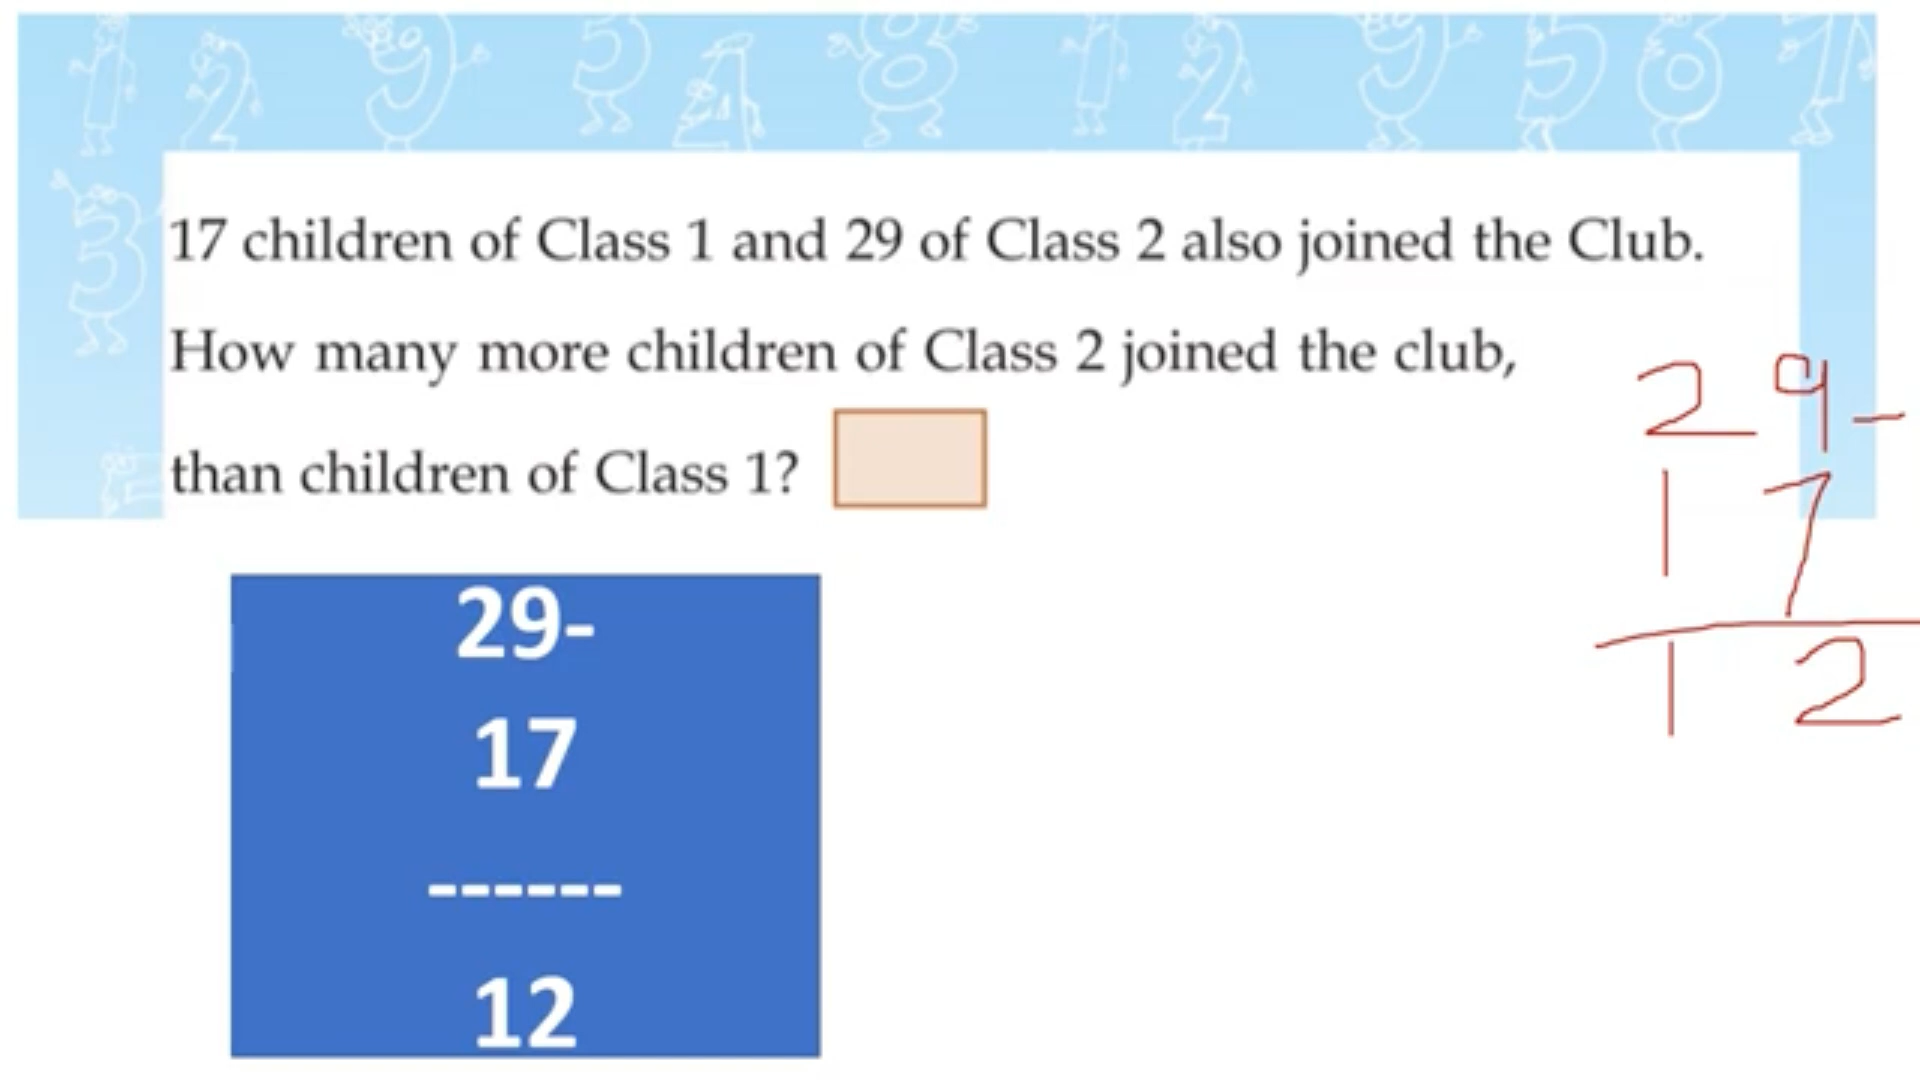 17 children of Class 1 and 29 of Class 2 also joined the Club.
How many more children of Class 2 joined the club,
than children of Class 1?
29-
17
------
12
29-
17
12